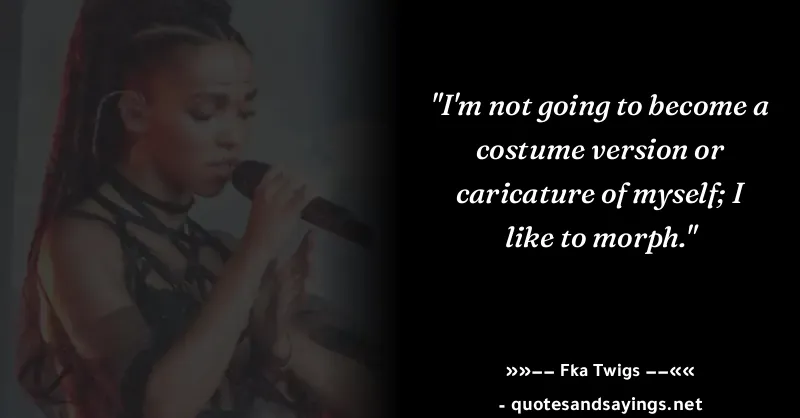 "I'm not going to become a
costume version or
caricature of myself; I
like to morph."
»»−− Fka Twigs −−««
- quotesandsayings.net